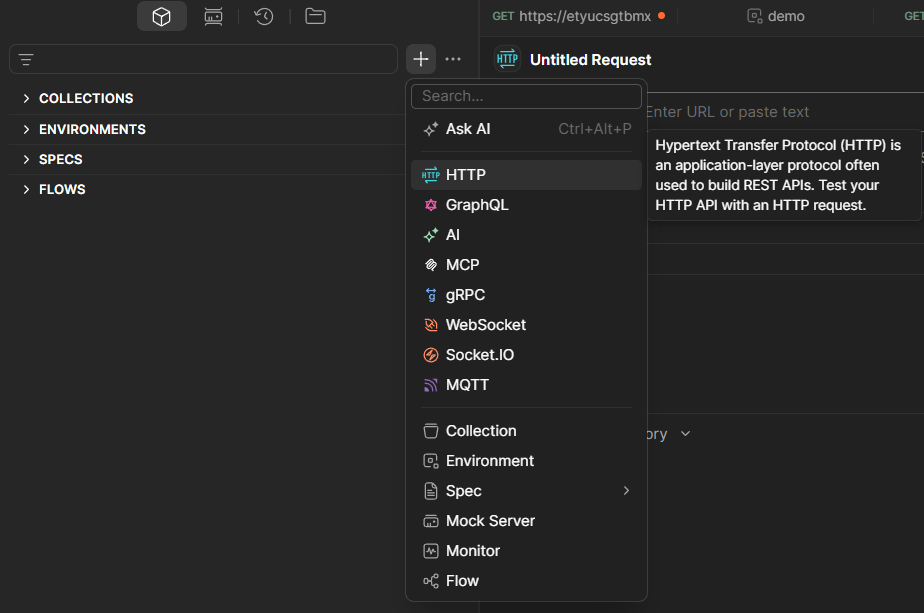 GET https://etyucsgtbmx
demo
GET
HTTP Untitled Request
COLLECTIONS
ENVIRONMENTS
SPECS
FLOWS
Search...
Ask AI Ctrl+Alt+P
HTTP HTTP
GraphQL
AI
MCP
gRPC
WebSocket
Socket.IO
MQTT
Collection
Environment
Spec
Mock Server
Monitor
Flow
Enter URL or paste text
Hypertext Transfer Protocol (HTTP) is
an application-layer protocol often
used to build REST APIs. Test your
HTTP API with an HTTP request.
ory